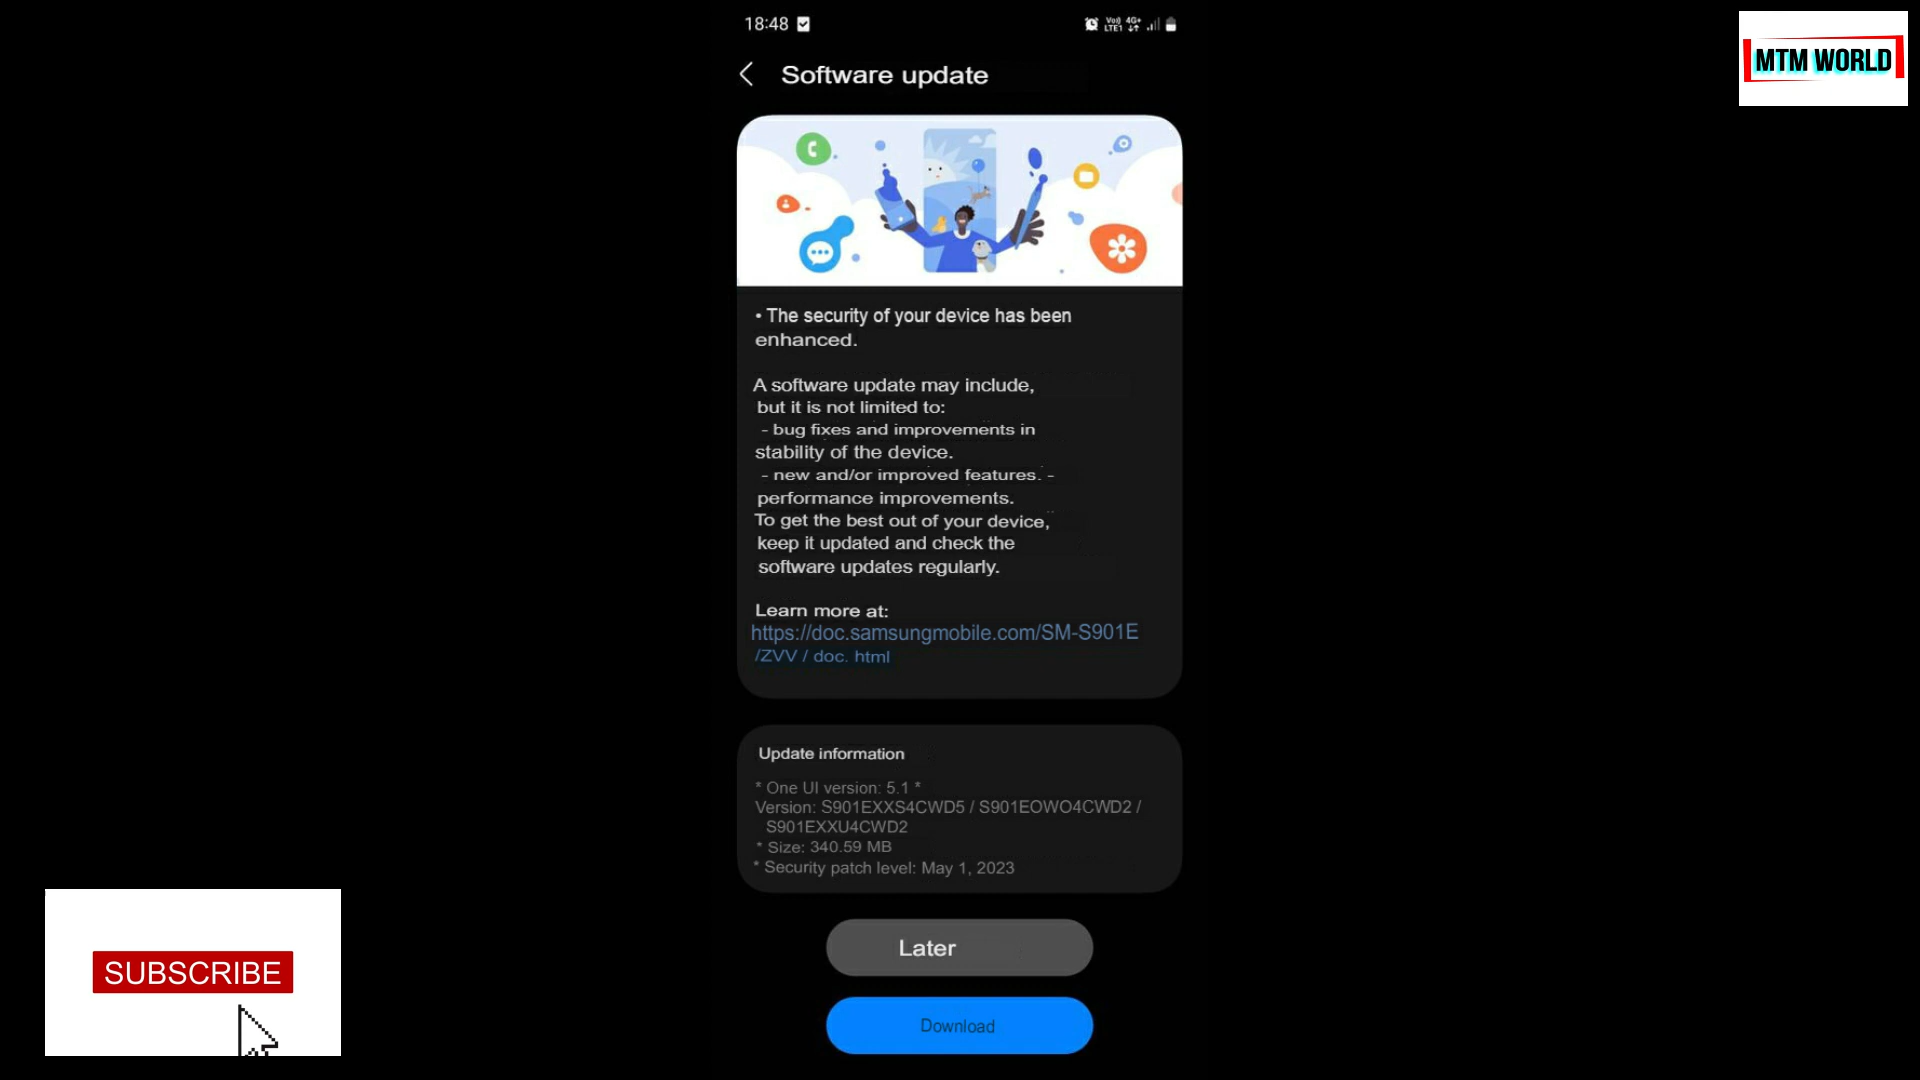 18:48
Vo)) 4G+
LTE1
Software update
MTM WORLD
• The security of your device has been
enhanced.
A software update may include,
but it is not limited to:
- bug fixes and improvements in
stability of the device.
- new and/or improved features. -
performance improvements.
To get the best out of your device,
keep it updated and check the
software updates regularly.
Learn more at:
https://doc.samsungmobile.com/SM-S901E
/ZVV / doc. html
Update information
* One UI version: 5.1 *
Version: S901EXXS4CWD5 / S901EOWO4CWD2 /
S901EXXU4CWD2
* Size: 340.59 MB
* Security patch level: May 1, 2023
Later
Download
SUBSCRIBE